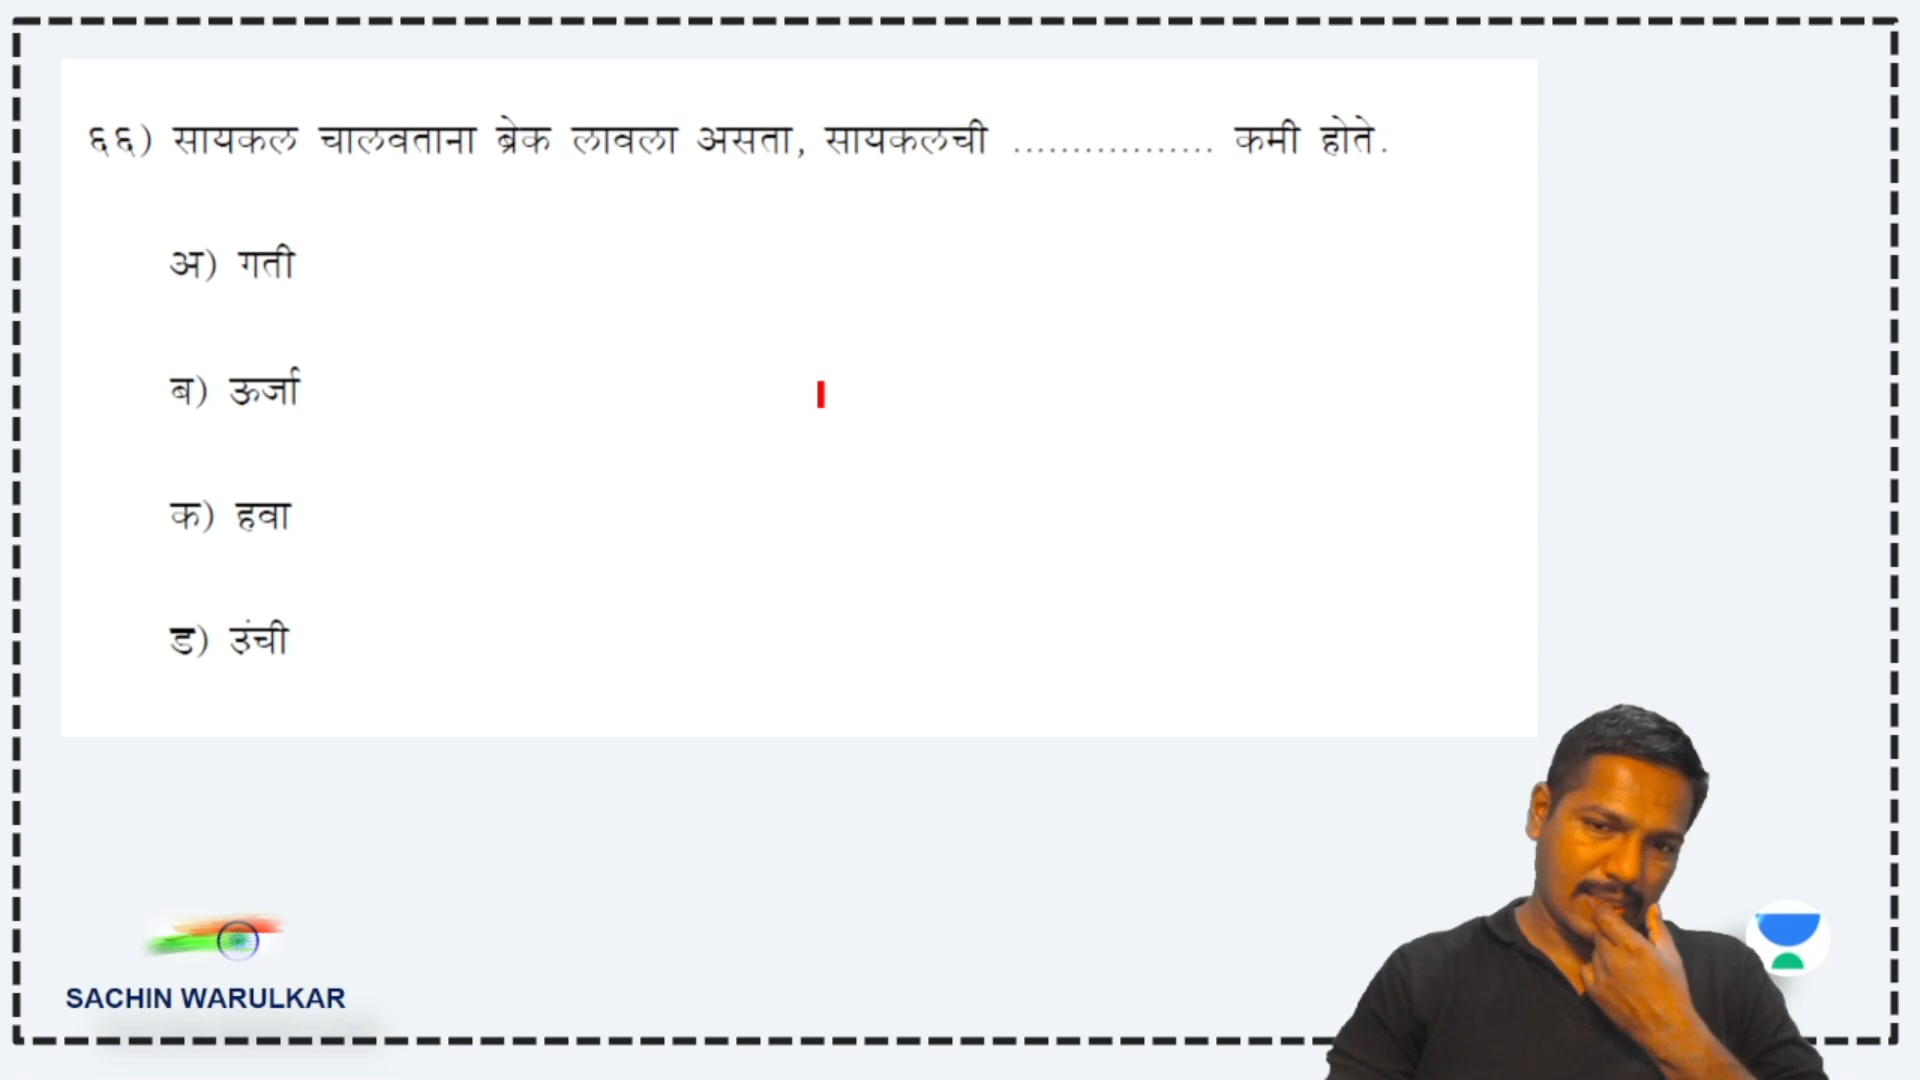 ६६) सायकल चालवताना ब्रेक लावला असता, सायकलची ................. कमी होते.
अ) गती
ब) ऊर्जा
क) हवा
ड) उंची
SACHIN WARULKAR